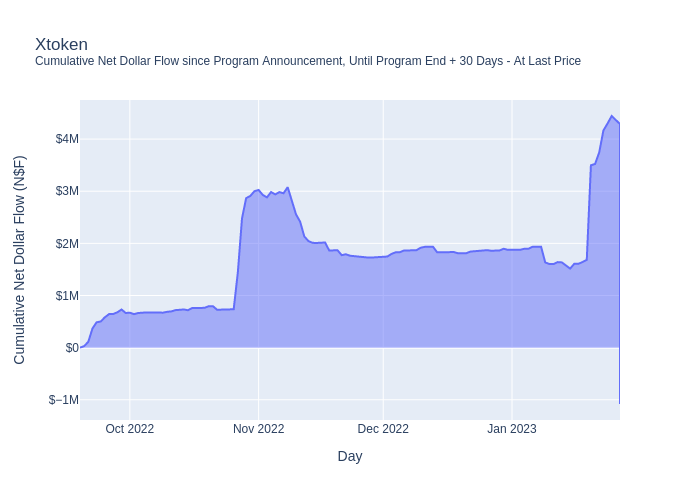 Xtoken
Cumulative Net Dollar Flow since Program Announcement, Until Program End + 30 Days - At Last Price
Cumulative Net Dollar Flow (N$F)
$4M
$3M
$2M
$1M
$0
$−1M
Oct 2022
Nov 2022
Dec 2022
Jan 2023
Day